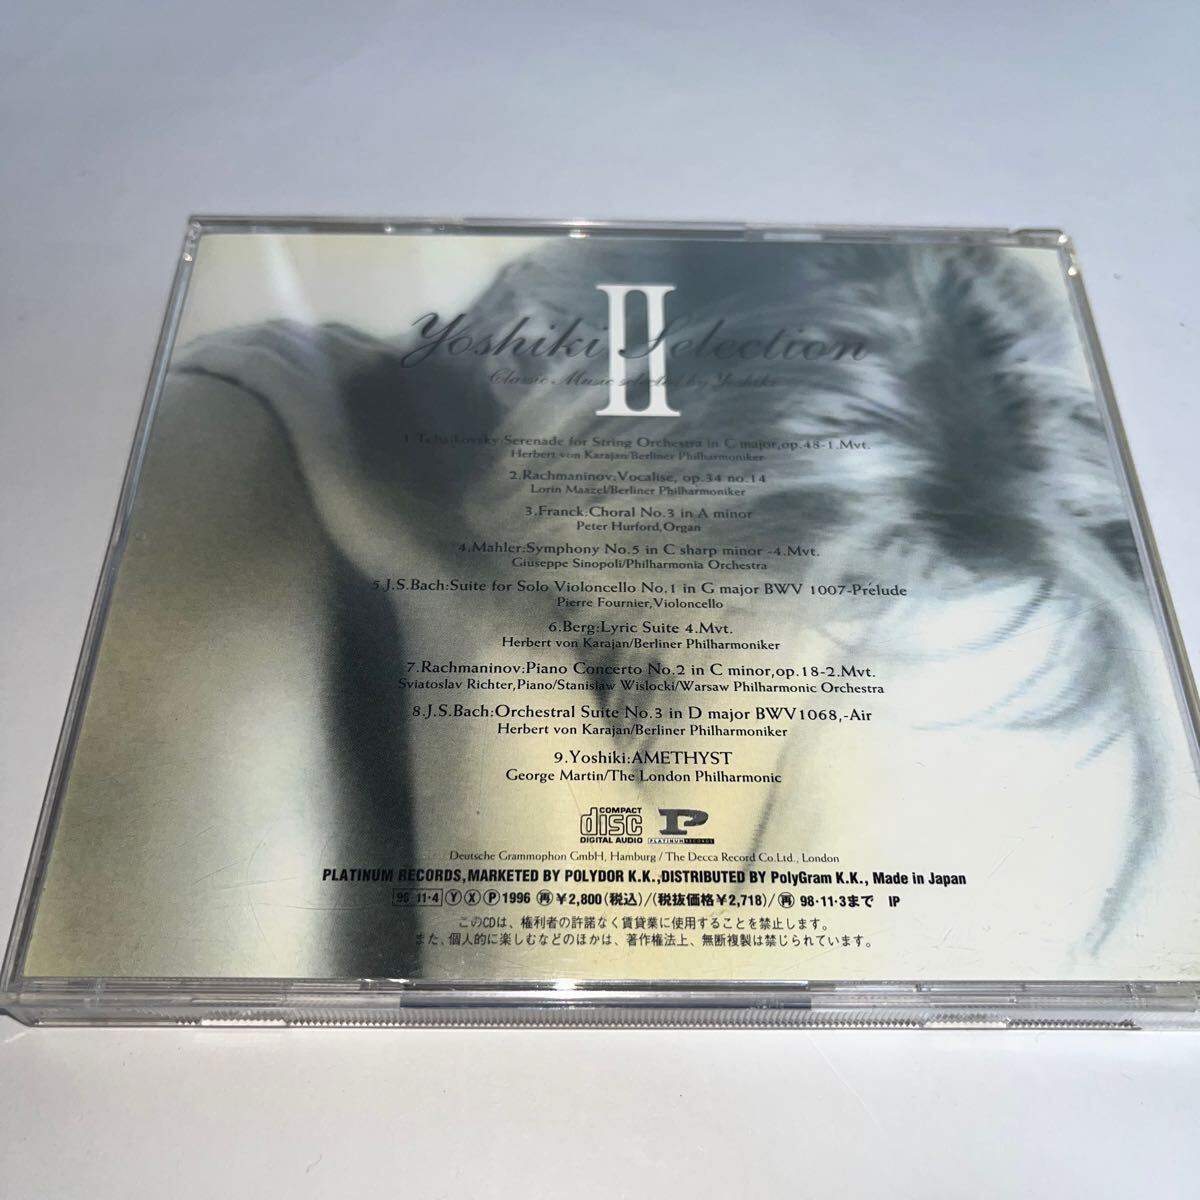 Yoshiki II Selection
Classic Music selected by Yoshiki
1.Tchaikovsky:Serenade for String Orchestra in C major,op.48-1.Mvt.
Herbert von Karajan/Berliner Philharmoniker
2.Rachmaninov:Vocalise, op.34 no.14
Lorin Maazel/Berliner Philharmoniker
3.Franck:Choral No.3 in A minor
Peter Hurford,Organ
4.Mahler:Symphony No.5 in C sharp minor -4.Mvt.
Giuseppe Sinopoli/Philharmonia Orchestra
5.J.S.Bach:Suite for Solo Violoncello No.1 in G major BWV 1007-Prélude
Pierre Fournier,Violoncello
6.Berg:Lyric Suite 4.Mvt.
Herbert von Karajan/Berliner Philharmoniker
7.Rachmaninov:Piano Concerto No.2 in C minor,op.18-2.Mvt.
Sviatoslav Richter,Piano/Stanislaw Wislocki/Warsaw Philharmonic Orchestra
8.J.S.Bach:Orchestral Suite No.3 in D major BWV1068,-Air
Herbert von Karajan/Berliner Philharmoniker
9.Yoshiki:AMETHYST
George Martin/The London Philharmonic
COMPACT disc DIGITAL AUDIO
P PLATINUM RECORDS
Deutsche Grammophon GmbH, Hamburg / The Decca Record Co.Ltd., London
PLATINUM RECORDS,MARKETED BY POLYDOR K.K.,DISTRIBUTED BY PolyGram K.K., Made in Japan
96·11·4 Ⓨ Ⓧ Ⓟ 1996 ㊞再 ¥2,800(税込)/(税抜価格¥2,718)/再 98·11·3まで IP
このCDは、権利者の許諾なく賃貸業に使用することを禁止します。
また、個人的に楽しむなどのほかは、著作権法上、無断複製は禁じられています。